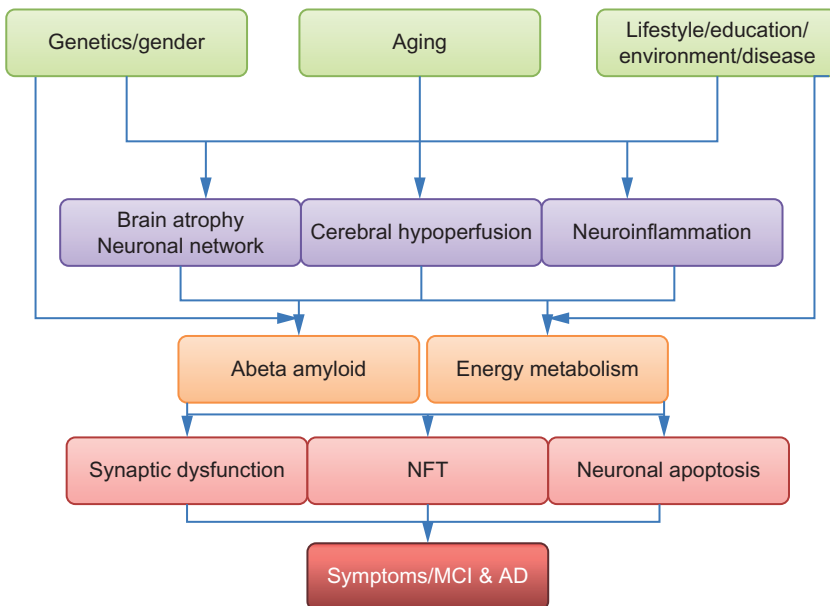 Genetics/gender
Aging
Lifestyle/education/
environment/disease
Brain atrophy
Neuronal network
Cerebral hypoperfusion
Neuroinflammation
Abeta amyloid
Energy metabolism
Synaptic dysfunction
NFT
Neuronal apoptosis
Symptoms/MCI & AD